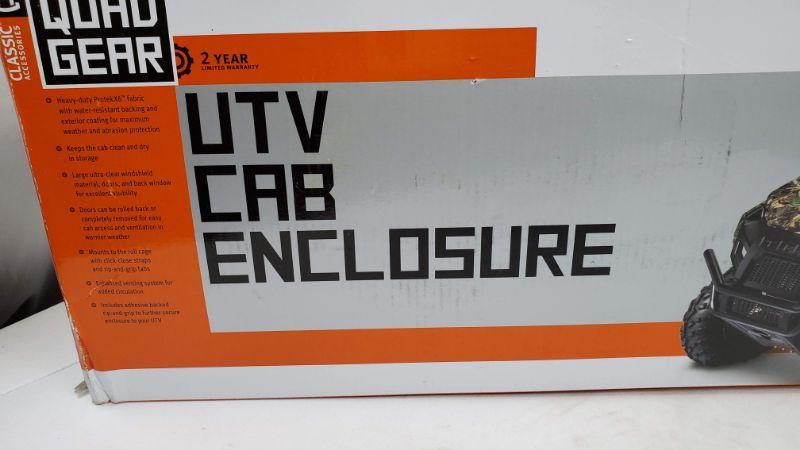 CLASSIC
ACCESSORIES
QUAD
GEAR
2 YEAR
LIMITED WARRANTY
Heavy-duty ProtekX6™ fabric
with water-resistant backing and
exterior coating for maximum
weather and abrasion protection
Keeps the cab clean and dry
in storage
Large ultra-clear windshield
material, doors, and back window
for excellent visibility
Doors can be rolled back or
completely removed for easy
cab access and ventilation in
warmer weather
Mounts to the roll cage
with click-close straps
and rip-and-grip tabs
Enhanced venting system for
added circulation
Includes adhesive backed
rip-and-grip to further secure
enclosure to your UTV
UTV
CAB
ENCLOSURE